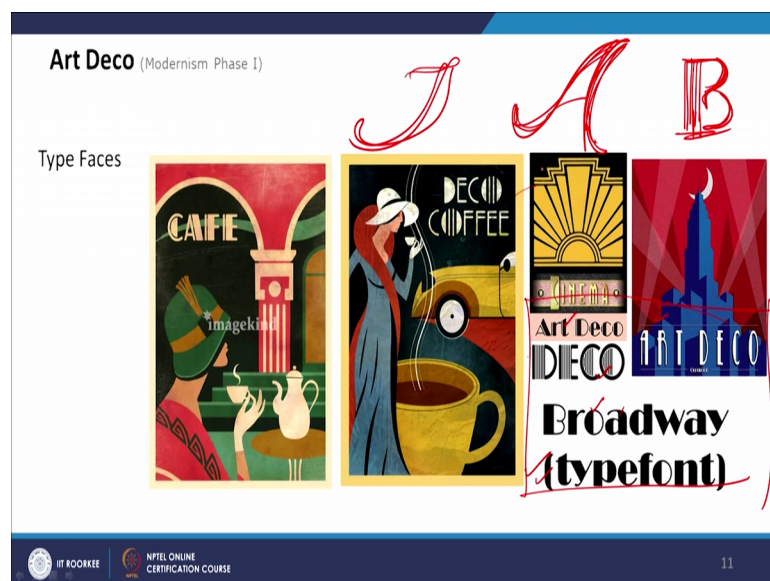 Art Deco (Modernism Phase I)
J A B
Type Faces
CAFE
imagekind
DECO
COFFEE
CINEMA
Art Deco
DECO
ART DECO
Broadway
(typefont)
IIT ROORKEE
NPTEL ONLINE
CERTIFICATION COURSE
11